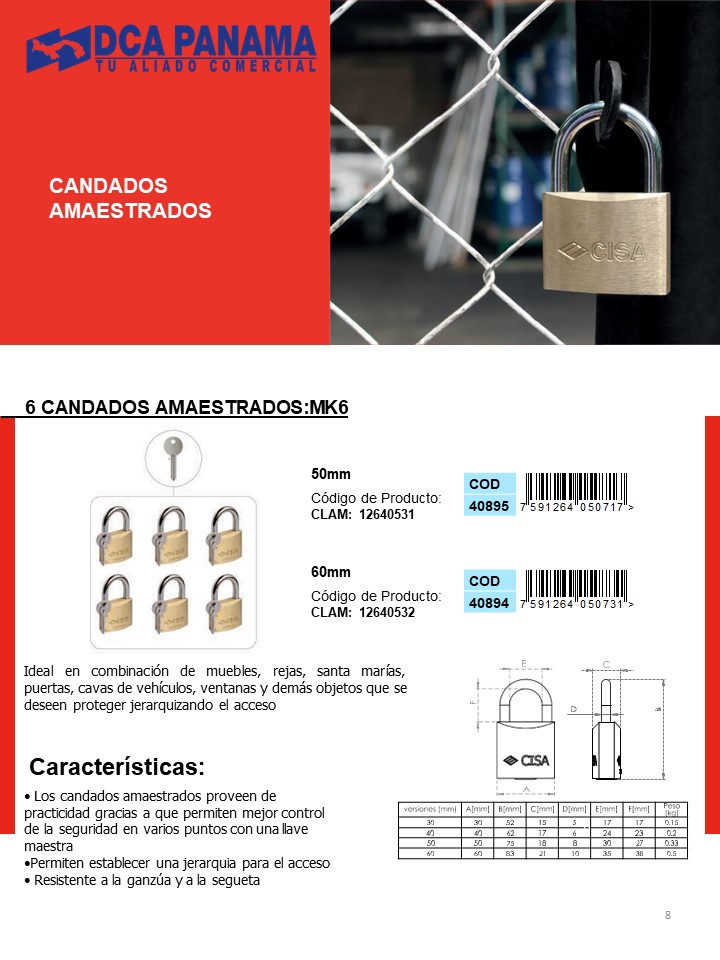 DCA PANAMA
TU ALIADO COMERCIAL
CANDADOS
AMAESTRADOS
CISA
6 CANDADOS AMAESTRADOS:MK6
50mm
Código de Producto:
CLAM: 12640531
COD
40895
7 591264 050717 >
60mm
Código de Producto:
CLAM: 12640532
COD
40894
7 591264 050731 >
Ideal en combinación de muebles, rejas, santa marías,
puertas, cavas de vehículos, ventanas y demás objetos que se
deseen proteger jerarquizando el acceso
E
C
F
D
B
CISA
A
Características:
• Los candados amaestrados proveen de
practicidad gracias a que permiten mejor control
de la seguridad en varios puntos con una llave
maestra
•Permiten establecer una jerarquia para el acceso
• Resistente a la ganzúa y a la segueta
versiones (mm) A[mm] B[mm] C[mm] D[mm] E[mm] F[mm] Peso [kg]
30 30 52 15 5 17 17 0.15
40 40 62 17 6 24 23 0.2
50 50 75 18 8 30 27 0.33
60 60 83 21 10 35 38 0.5
8